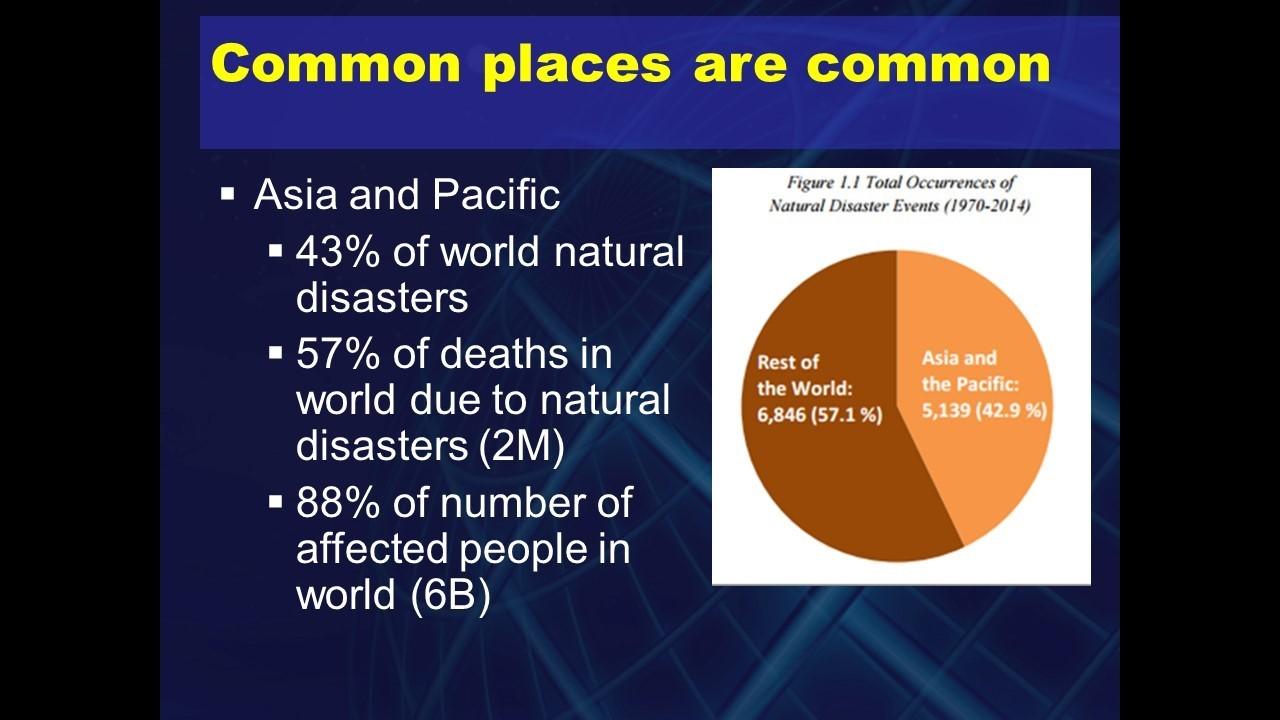 Common places are common
▪ Asia and Pacific
▪ 43% of world natural
disasters
▪ 57% of deaths in
world due to natural
disasters (2M)
▪ 88% of number of
affected people in
world (6B)
Figure 1.1 Total Occurrences of
Natural Disaster Events (1970-2014)
Rest of
the World:
6,846 (57.1 %)
Asia and
the Pacific:
5,139 (42.9 %)